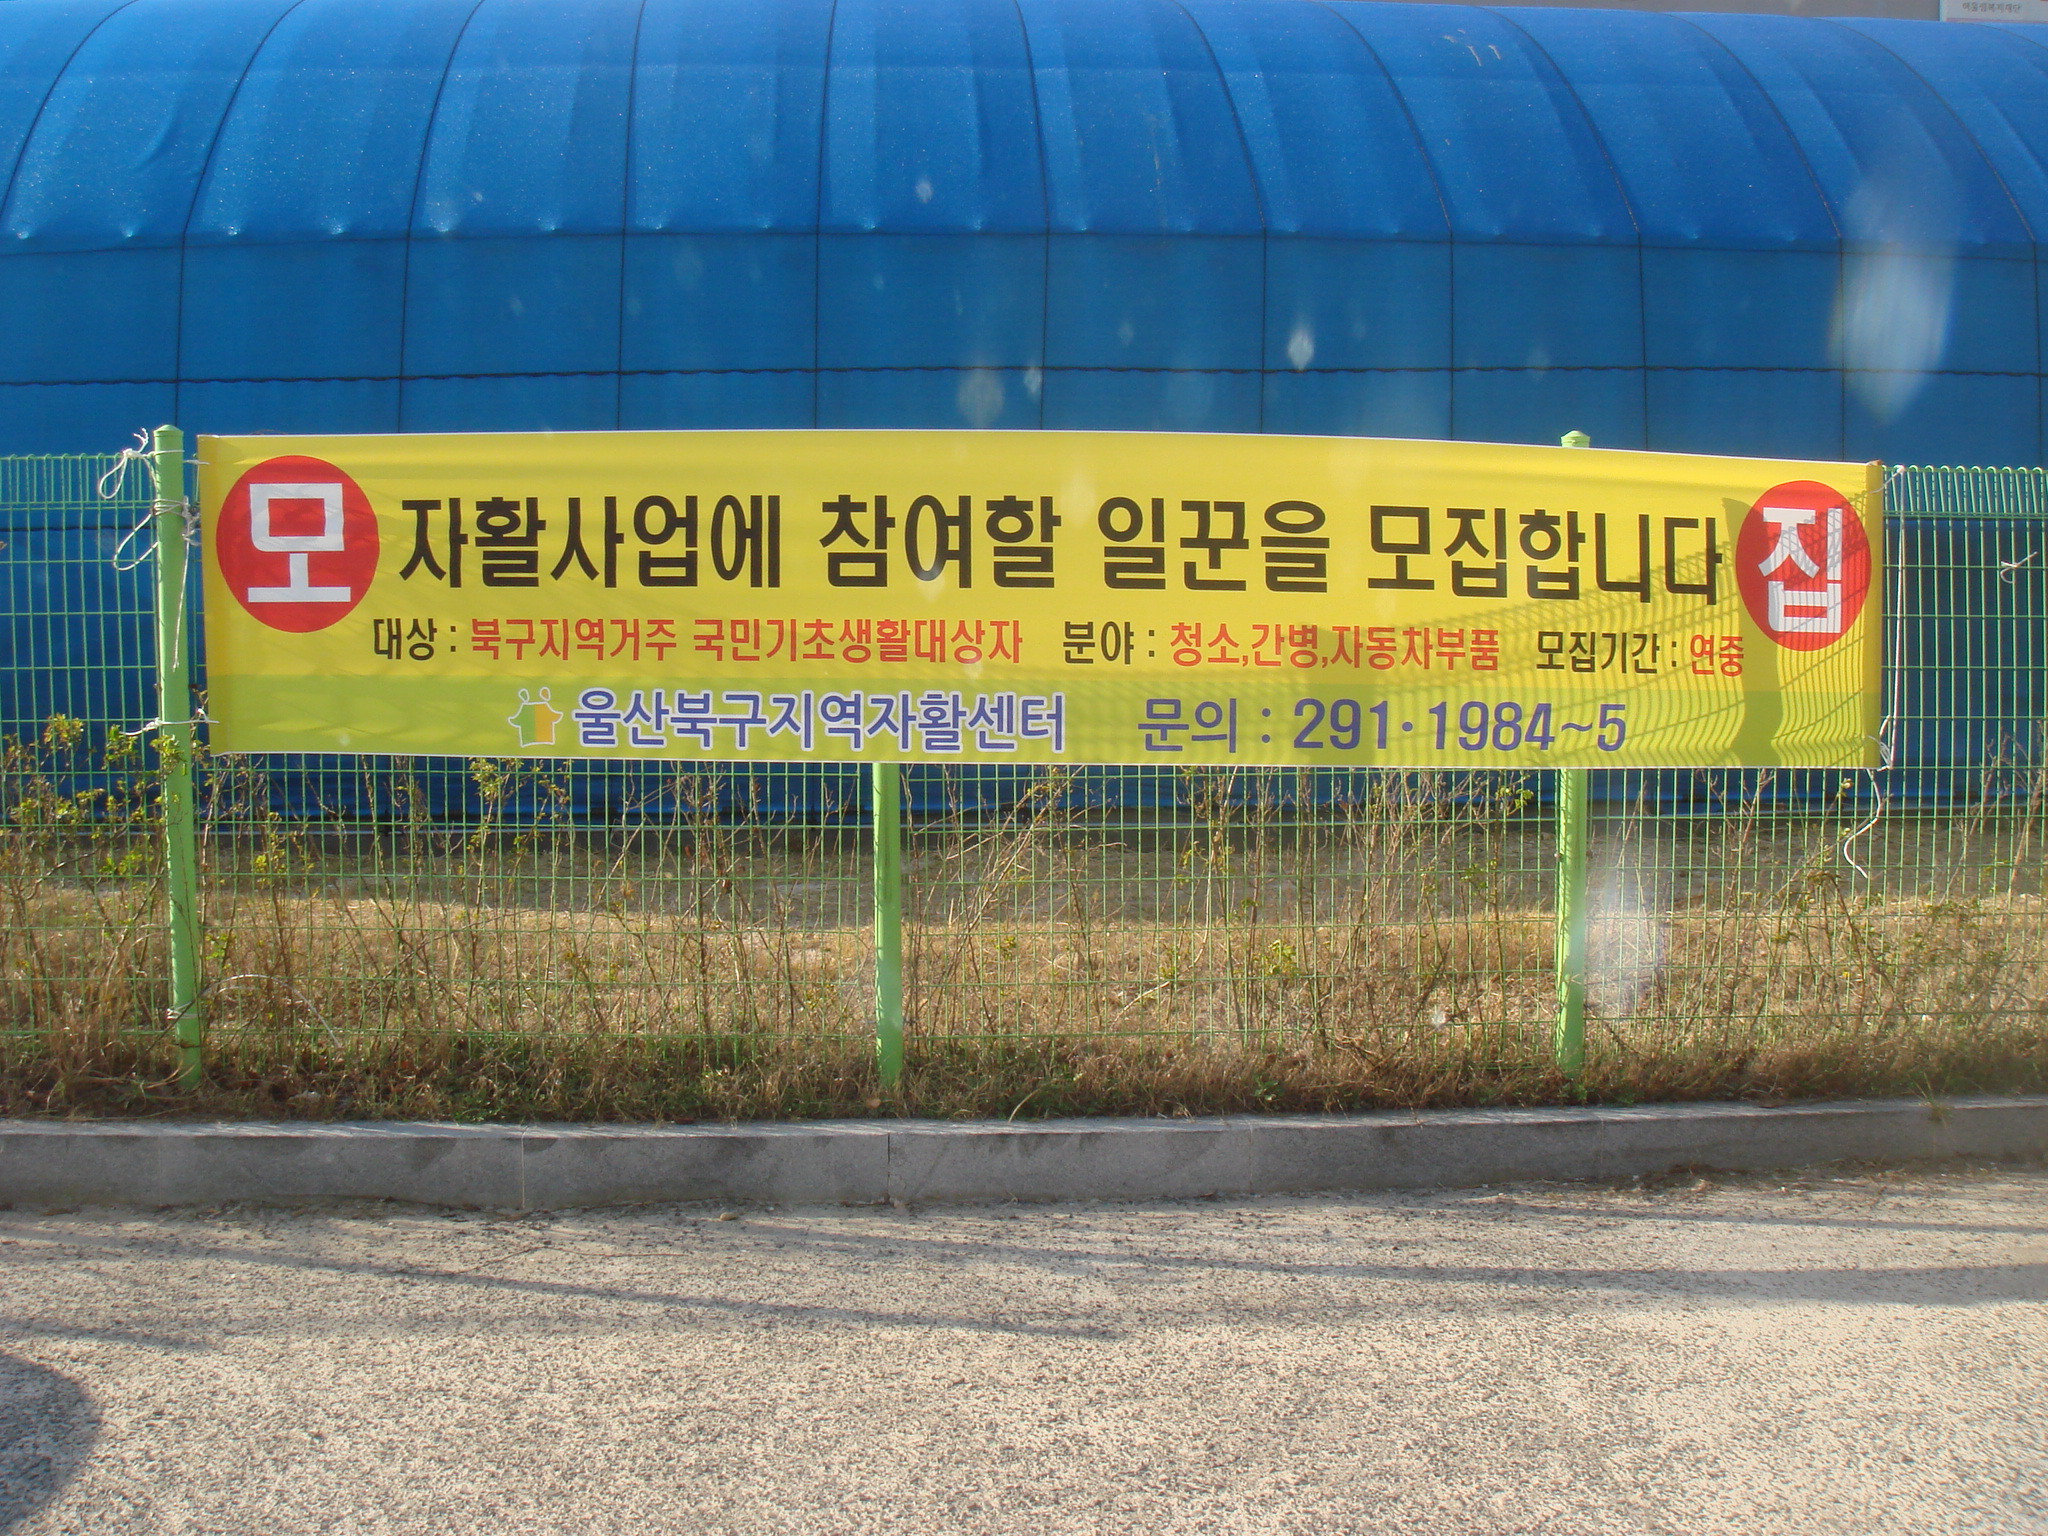 모 자활사업에 참여할 일꾼을 모집합니다 집
대상 : 북구지역거주 국민기초생활대상자 분야 : 청소,간병,자동차부품 모집기간 : 연중
울산북구지역자활센터 문의 : 291·1984~5